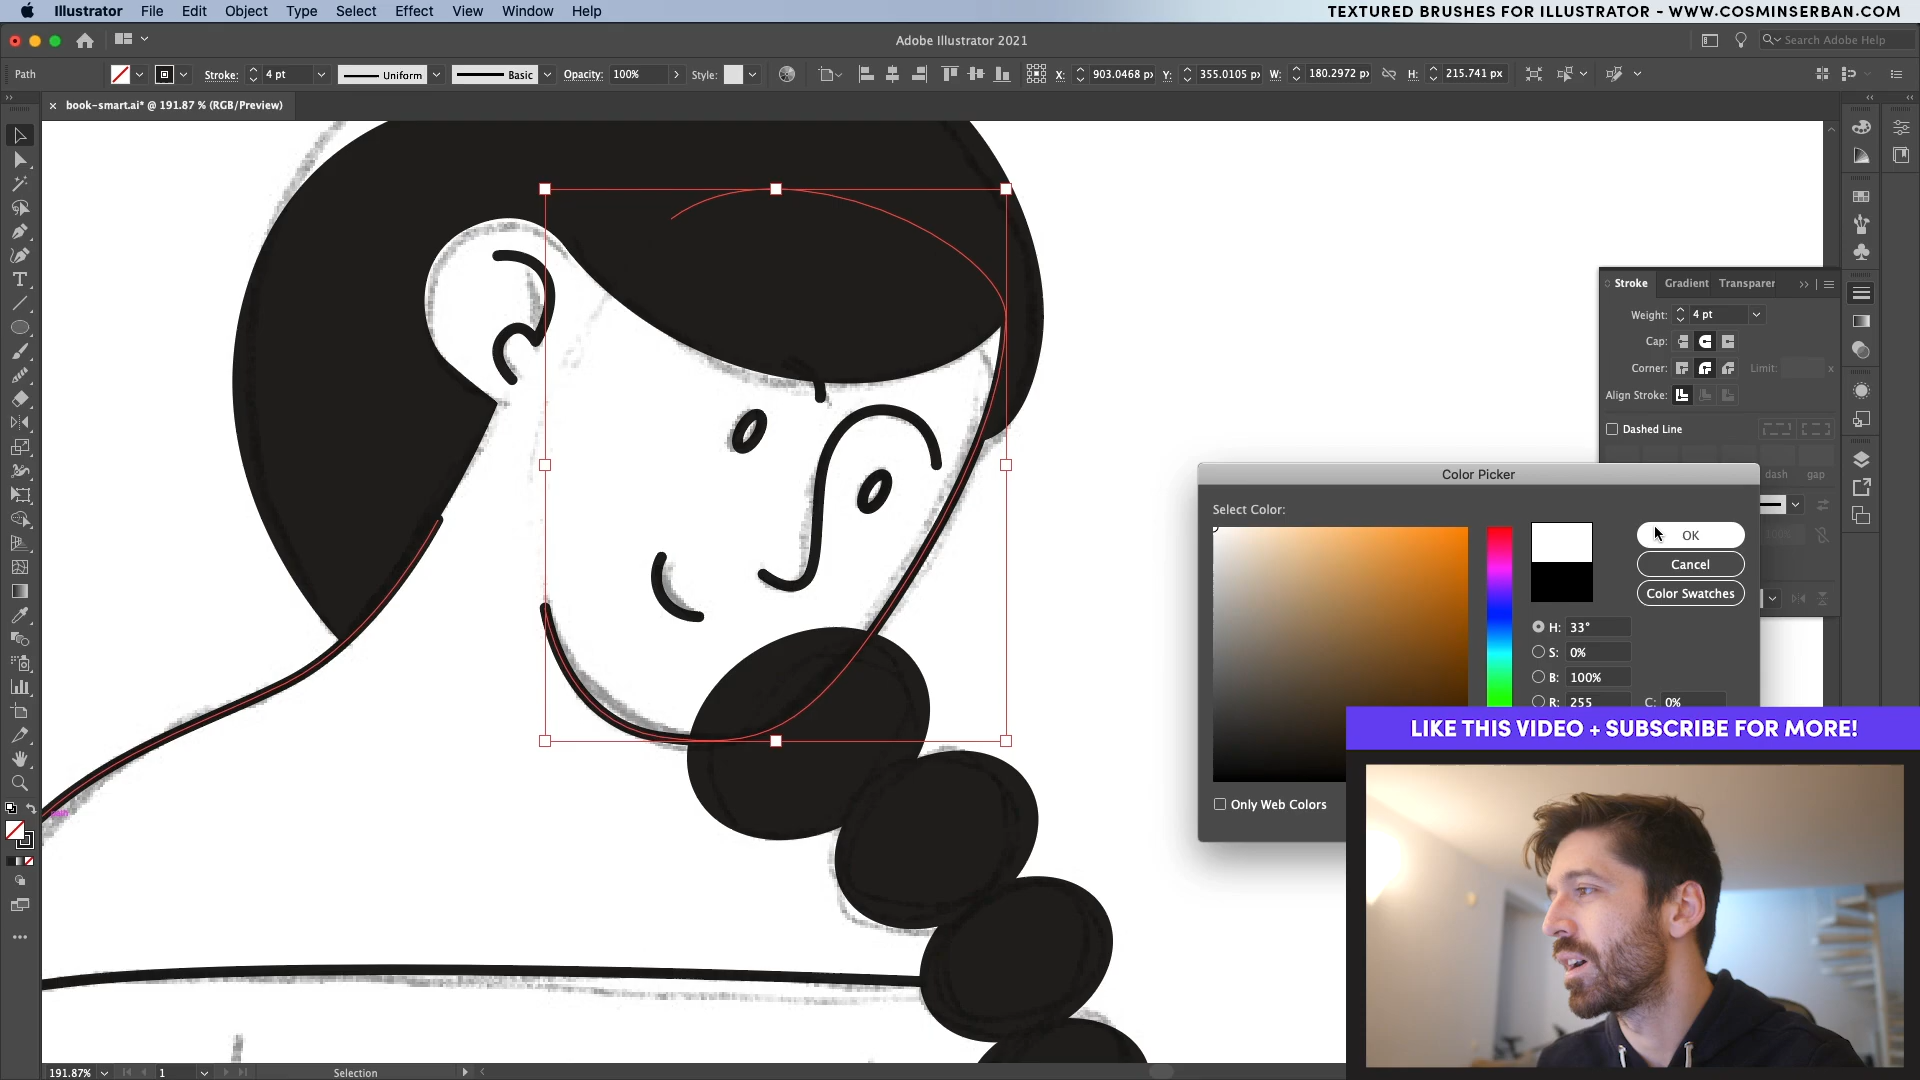 Illustrator File Edit Object Type Select Effect View Window Help
TEXTURED BRUSHES FOR ILLUSTRATOR - WWW.COSMINSERBAN.COM
Adobe Illustrator 2021
Search Adobe Help
Path Stroke: 4 pt Uniform Basic Opacity: 100% Style: X: 903.0468 px Y: 355.0105 px W: 180.2972 px H: 215.741 px
book-smart.ai* @ 191.87 % (RGB/Preview)
Stroke Gradient Transparer
Weight: 4 pt
Cap:
Corner: Limit: x
Align Stroke:
Dashed Line
dash gap
Color Picker
Select Color:
OK
Cancel
Color Swatches
H: 33°
S: 0%
B: 100%
R: 255 C: 0%
Only Web Colors
LIKE THIS VIDEO + SUBSCRIBE FOR MORE!
191.87% 1 Selection